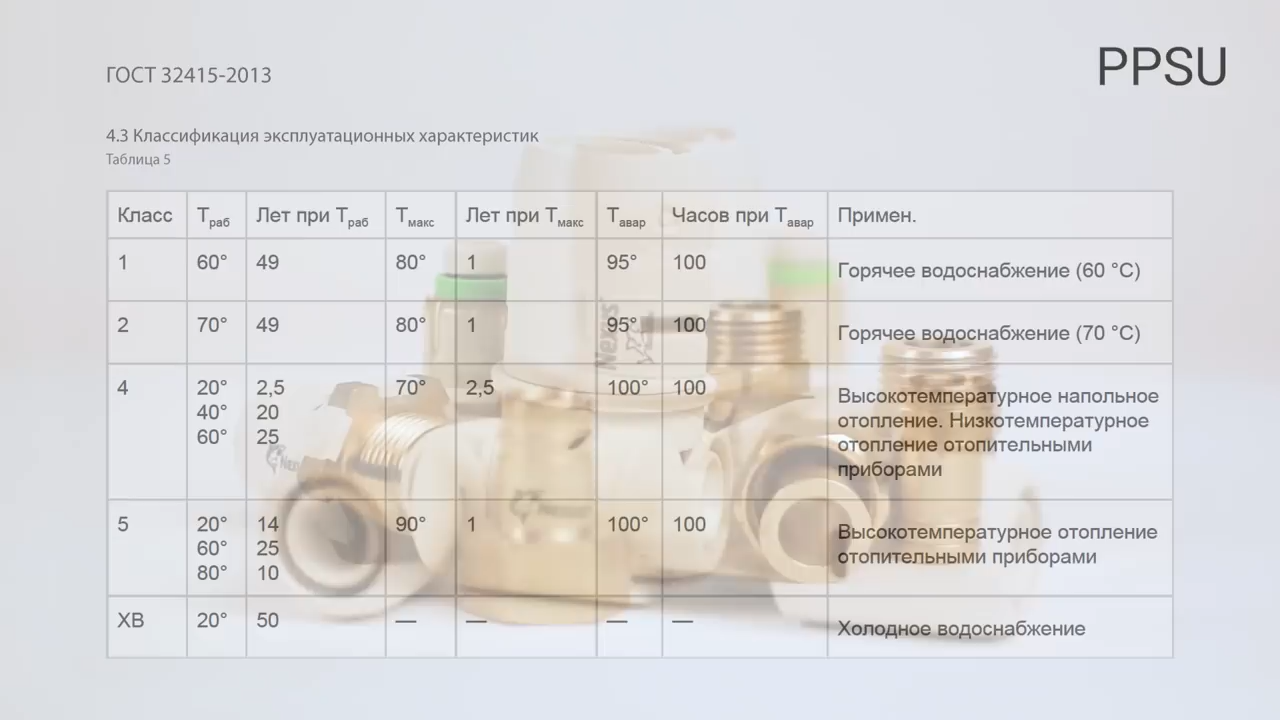 ГОСТ 32415-2013
PPSU
4.3 Классификация эксплуатационных характеристик
Таблица 5
Класс Tраб Лет при Tраб Tмакс Лет при Tмакс Tавар Часов при Tавар Примен.
1 60° 49 80° 1 95° 100 Горячее водоснабжение (60 °C)
2 70° 49 80° 1 95° 100 Горячее водоснабжение (70 °C)
4 20° 2,5 70° 2,5 100° 100 Высокотемпературное напольное
40° 20 отопление. Низкотемпературное
60° 25 отопление отопительными
приборами
5 20° 14 90° 1 100° 100 Высокотемпературное отопление
60° 25 отопительными приборами
80° 10
ХВ 20° 50 — — — — Холодное водоснабжение